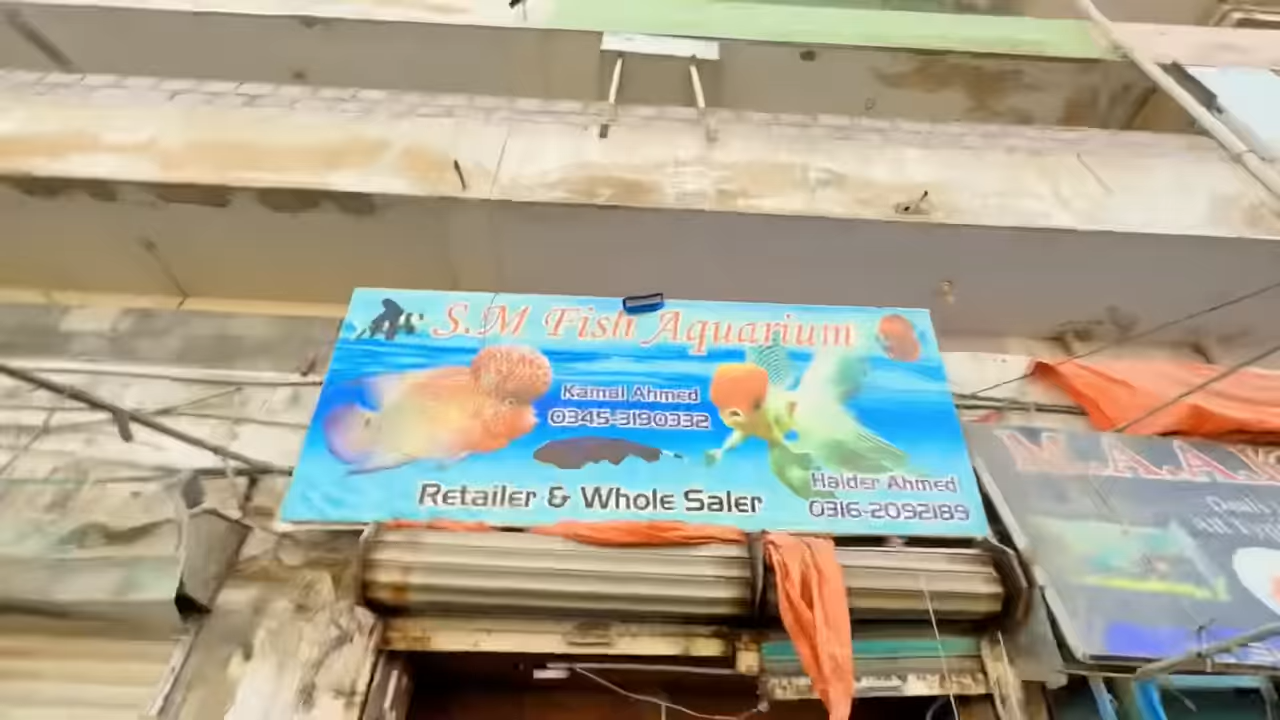 S.M Fish Aquarium
Kamal Ahmed
0345-3190332
Retailer & Whole Saler
Haider Ahmed
0316-2092189
M.A.A